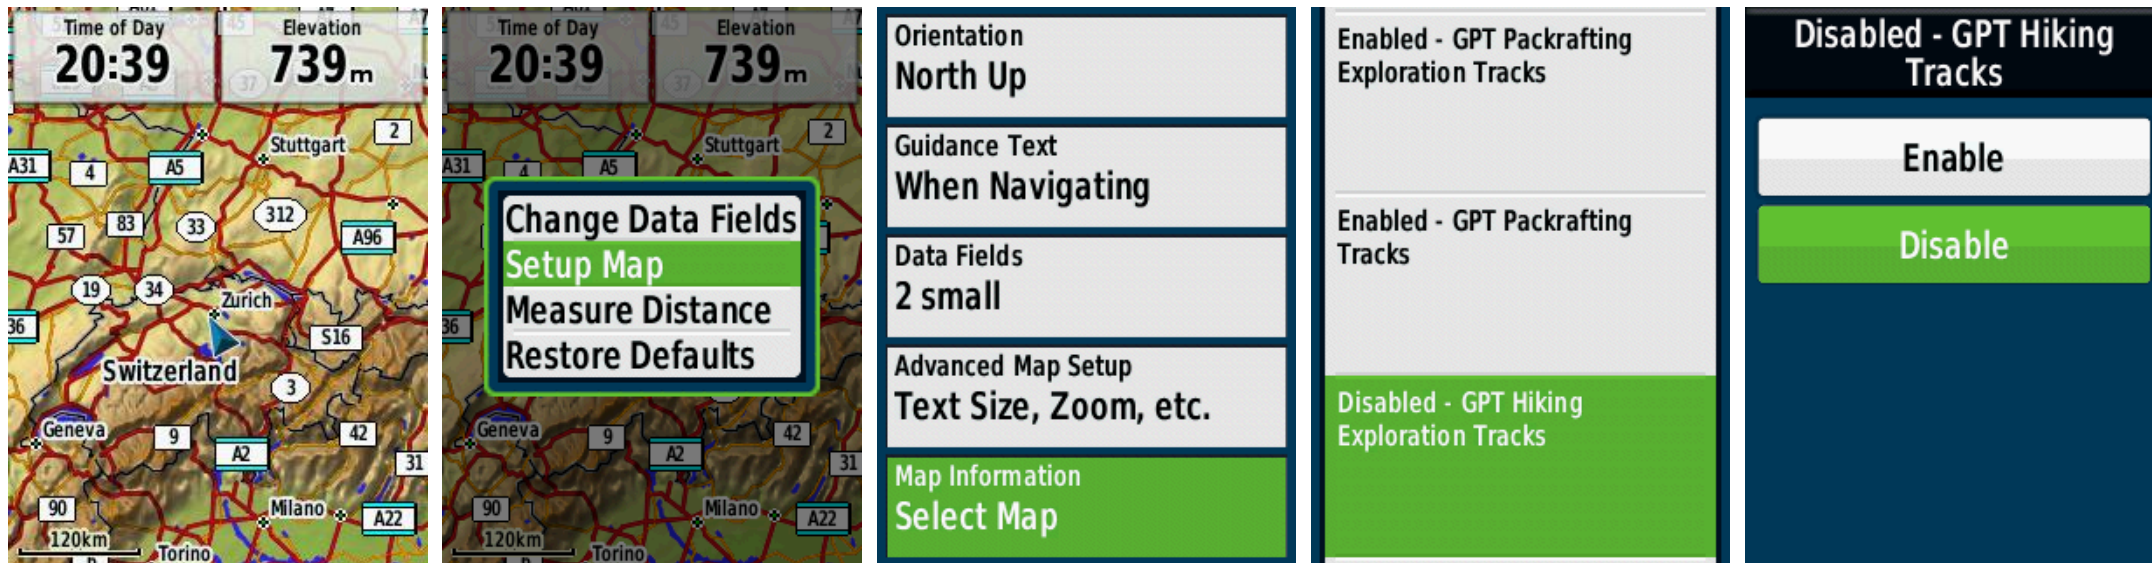 Time of Day
20:39
Elevation
739m
45
37
2
Stuttgart
A31
4
A5
83
33
312
57
A96
19
34
Zurich
36
S16
Switzerland
3
Geneva
9
42
A2
31
90
Milano
A22
120km
Torino
Time of Day
20:39
Elevation
739m
45
37
2
Stuttgart
A31
4
A5
Change Data Fields
Setup Map
Measure Distance
Restore Defaults
36
Geneva
9
42
A2
31
90
Milano
A22
120km
Torino
Orientation
North Up
Guidance Text
When Navigating
Data Fields
2 small
Advanced Map Setup
Text Size, Zoom, etc.
Map Information
Select Map
Enabled - GPT Packrafting
Exploration Tracks
Enabled - GPT Packrafting
Tracks
Disabled - GPT Hiking
Exploration Tracks
Disabled - GPT Hiking
Tracks
Enable
Disable